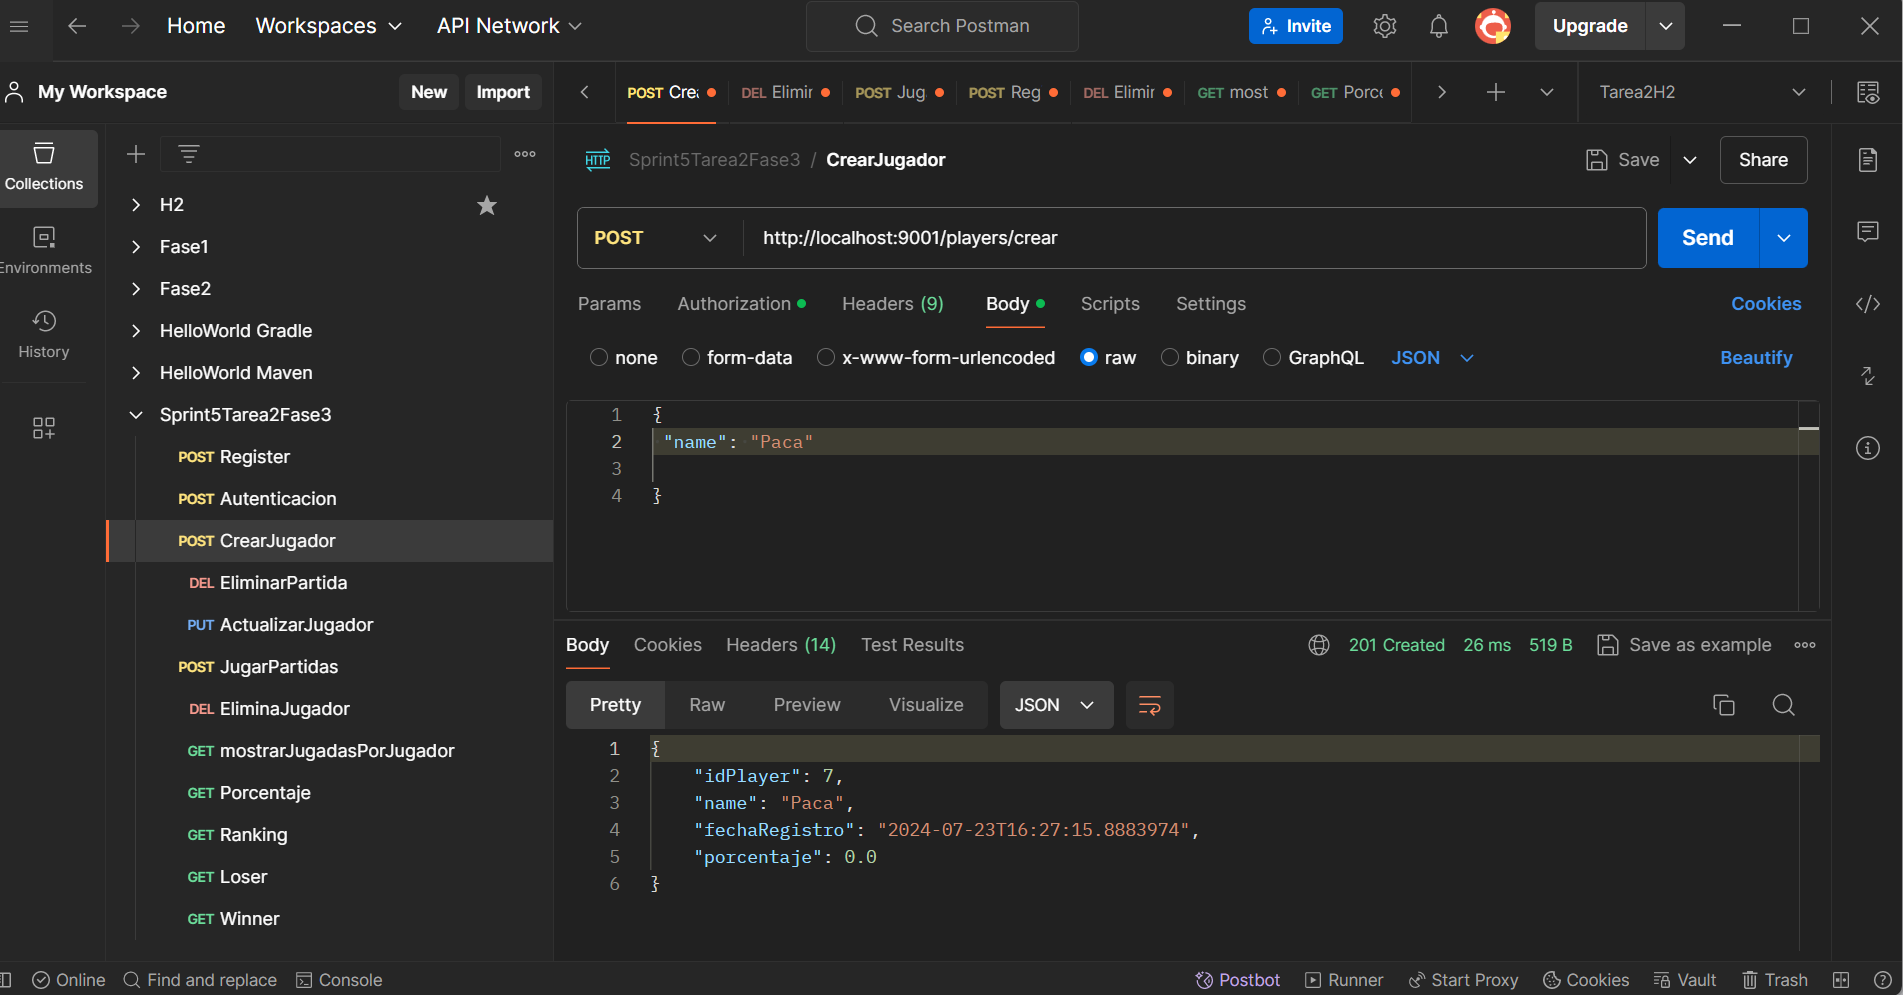 Home Workspaces API Network Search Postman Invite Upgrade
My Workspace New Import POST Crea DEL Elimir POST Jug POST Reg DEL Elimir GET most GET Porce Tarea2H2
Collections
Environments
History
H2
Fase1
Fase2
HelloWorld Gradle
HelloWorld Maven
Sprint5Tarea2Fase3
POST Register
POST Autenticacion
POST CrearJugador
DEL EliminarPartida
PUT ActualizarJugador
POST JugarPartidas
DEL EliminaJugador
GET mostrarJugadasPorJugador
GET Porcentaje
GET Ranking
GET Loser
GET Winner
HTTP Sprint5Tarea2Fase3 / CrearJugador Save Share
POST http://localhost:9001/players/crear Send
Params Authorization Headers (9) Body Scripts Settings Cookies
none form-data x-www-form-urlencoded raw binary GraphQL JSON Beautify
1 {
2 "name": "Paca"
3
4 }
Body Cookies Headers (14) Test Results 201 Created 26 ms 519 B Save as example
Pretty Raw Preview Visualize JSON
1 {
2 "idPlayer": 7,
3 "name": "Paca",
4 "fechaRegistro": "2024-07-23T16:27:15.8883974",
5 "porcentaje": 0.0
6 }
Online Find and replace Console Postbot Runner Start Proxy Cookies Vault Trash